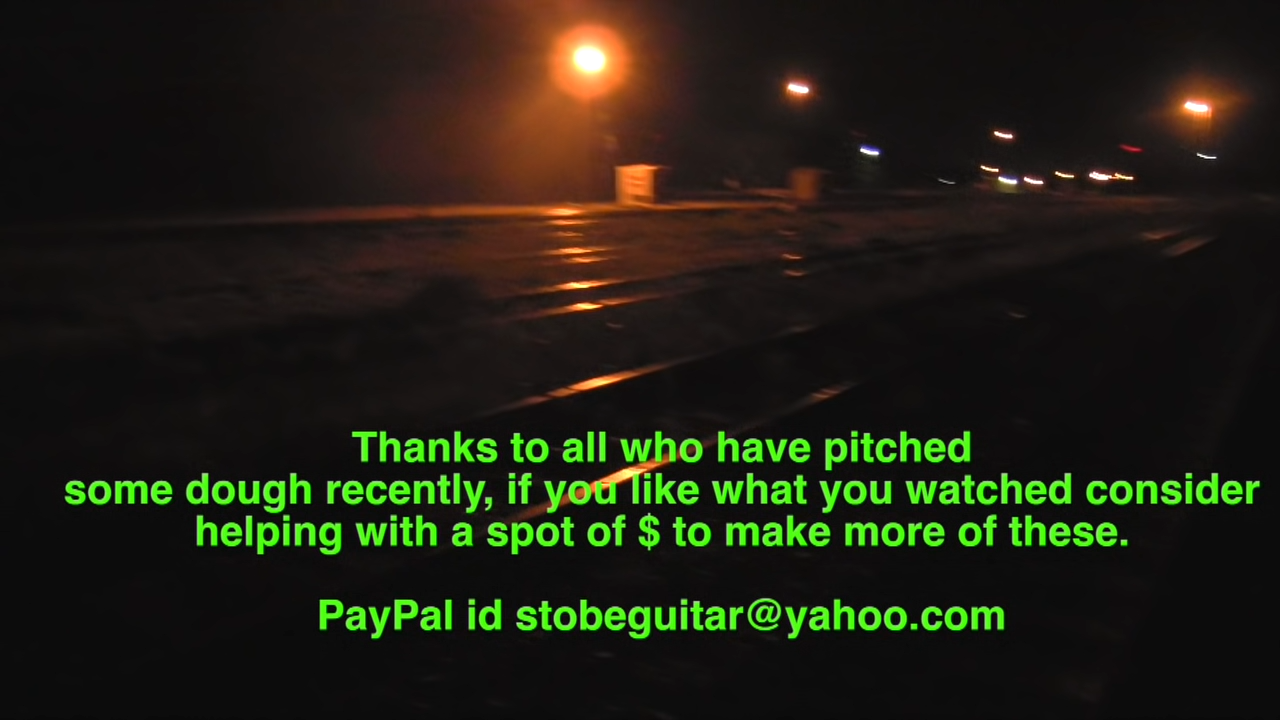 Thanks to all who have pitched
some dough recently, if you like what you watched consider
helping with a spot of $ to make more of these.
PayPal id stobeguitar@yahoo.com